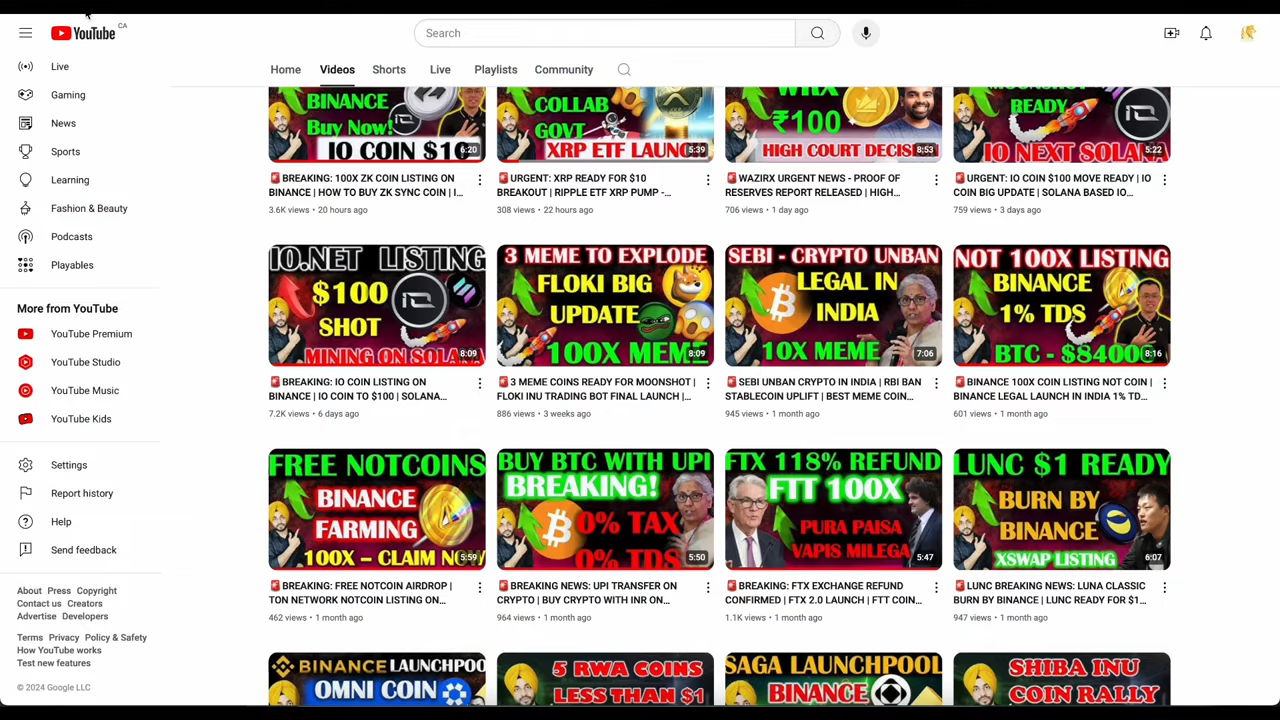 YouTube CA
Search
Live
Gaming
News
Sports
Learning
Fashion & Beauty
Podcasts
Playables
More from YouTube
YouTube Premium
YouTube Studio
YouTube Music
YouTube Kids
Settings
Report history
Help
Send feedback
About Press Copyright
Contact us Creators
Advertise Developers
Terms Privacy Policy & Safety
How YouTube works
Test new features
© 2024 Google LLC
Home Videos Shorts Live Playlists Community
BINANCE
Buy Now!
IO COIN $10
6:20
🚨BREAKING: 100X ZK COIN LISTING ON
BINANCE | HOW TO BUY ZK SYNC COIN | I...
3.6K views • 20 hours ago
COLLAB
GOVT
XRP ETF LAUNC
5:39
🚨URGENT: XRP READY FOR $10
BREAKOUT | RIPPLE ETF XRP PUMP -...
308 views • 22 hours ago
WRX
₹100
HIGH COURT DECIS
8:53
🚨WAZIRX URGENT NEWS - PROOF OF
RESERVES REPORT RELEASED | HIGH...
706 views • 1 day ago
MOONSHOT
READY
IO NEXT SOLANA
5:22
🚨URGENT: IO COIN $100 MOVE READY | IO
COIN BIG UPDATE | SOLANA BASED IO...
759 views • 3 days ago
IO.NET LISTING
$100
SHOT
MINING ON SOLANA
8:09
🚨BREAKING: IO COIN LISTING ON
BINANCE | IO COIN TO $100 | SOLANA...
7.2K views • 6 days ago
3 MEME TO EXPLODE
FLOKI BIG
UPDATE
100X MEME
8:09
🚨3 MEME COINS READY FOR MOONSHOT |
FLOKI INU TRADING BOT FINAL LAUNCH |...
886 views • 3 weeks ago
SEBI - CRYPTO UNBAN
LEGAL IN
INDIA
10X MEME
7:06
🚨SEBI UNBAN CRYPTO IN INDIA | RBI BAN
STABLECOIN UPLIFT | BEST MEME COIN...
945 views • 1 month ago
NOT 100X LISTING
BINANCE
1% TDS
BTC - $84000
8:16
🚨BINANCE 100X COIN LISTING NOT COIN |
BINANCE LEGAL LAUNCH IN INDIA 1% TD...
601 views • 1 month ago
FREE NOTCOINS
BINANCE
FARMING
100X – CLAIM NOW
5:59
🚨BREAKING: FREE NOTCOIN AIRDROP |
TON NETWORK NOTCOIN LISTING ON...
462 views • 1 month ago
BUY BTC WITH UPI
BREAKING!
0% TAX
0% TDS
5:50
🚨BREAKING NEWS: UPI TRANSFER ON
CRYPTO | BUY CRYPTO WITH INR ON...
964 views • 1 month ago
FTX 118% REFUND
FTT 100X
PURA PAISA
VAPIS MILEGA
5:47
🚨BREAKING: FTX EXCHANGE REFUND
CONFIRMED | FTX 2.0 LAUNCH | FTT COIN...
1.1K views • 1 month ago
LUNC $1 READY
BURN BY
BINANCE
XSWAP LISTING
6:07
🚨LUNC BREAKING NEWS: LUNA CLASSIC
BURN BY BINANCE | LUNC READY FOR $1...
947 views • 1 month ago
BINANCE LAUNCHPOO
OMNI COIN
5 RWA COINS
LESS THAN $1
SAGA LAUNCHPOOL
BINANCE
SHIBA INU
COIN RALLY